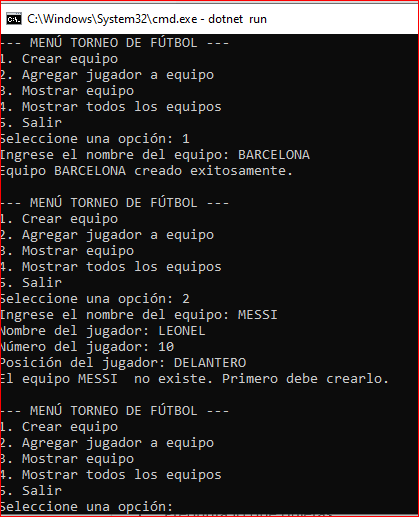 C:\Windows\System32\cmd.exe - dotnet run
--- MENÚ TORNEO DE FÚTBOL ---
1. Crear equipo
2. Agregar jugador a equipo
3. Mostrar equipo
4. Mostrar todos los equipos
5. Salir
Seleccione una opción: 1
Ingrese el nombre del equipo: BARCELONA
Equipo BARCELONA creado exitosamente.

--- MENÚ TORNEO DE FÚTBOL ---
1. Crear equipo
2. Agregar jugador a equipo
3. Mostrar equipo
4. Mostrar todos los equipos
5. Salir
Seleccione una opción: 2
Ingrese el nombre del equipo: MESSI
Nombre del jugador: LEONEL
Número del jugador: 10
Posición del jugador: DELANTERO
El equipo MESSI  no existe. Primero debe crearlo.

--- MENÚ TORNEO DE FÚTBOL ---
1. Crear equipo
2. Agregar jugador a equipo
3. Mostrar equipo
4. Mostrar todos los equipos
5. Salir
Seleccione una opción: